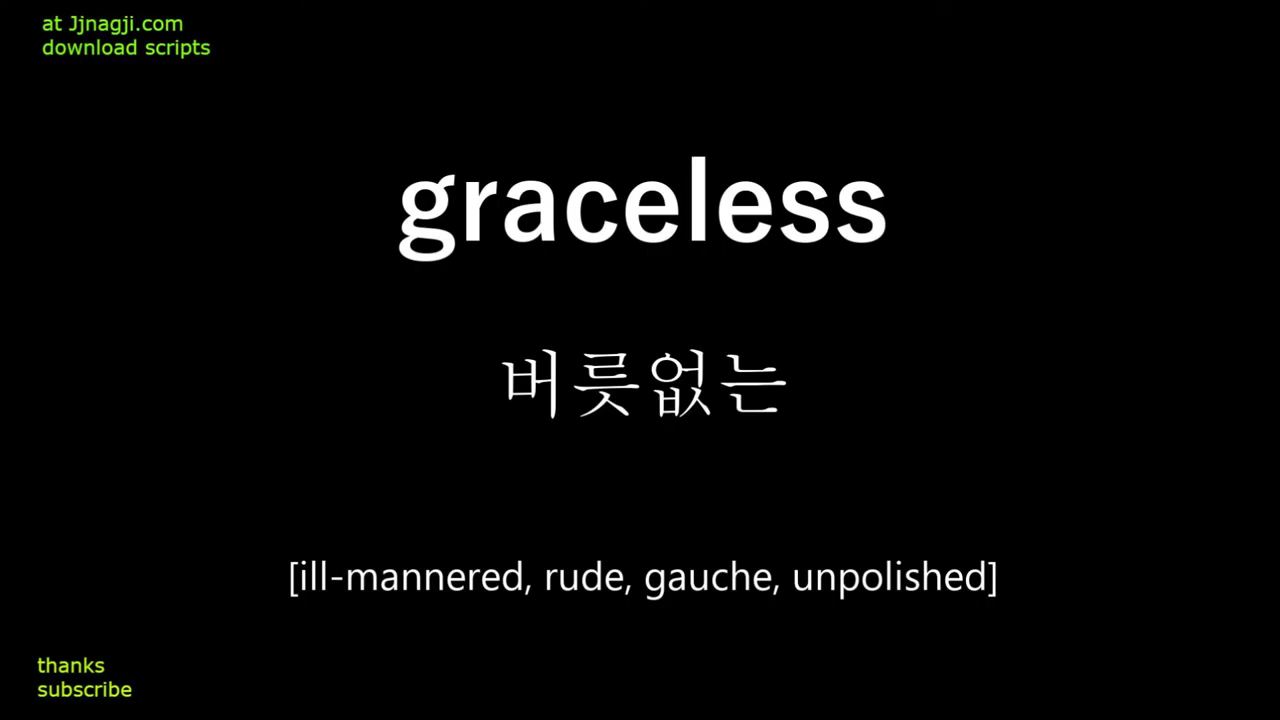 at Jjnagji.com
download scripts
graceless
버릇없는
[ill-mannered, rude, gauche, unpolished]
thanks
subscribe